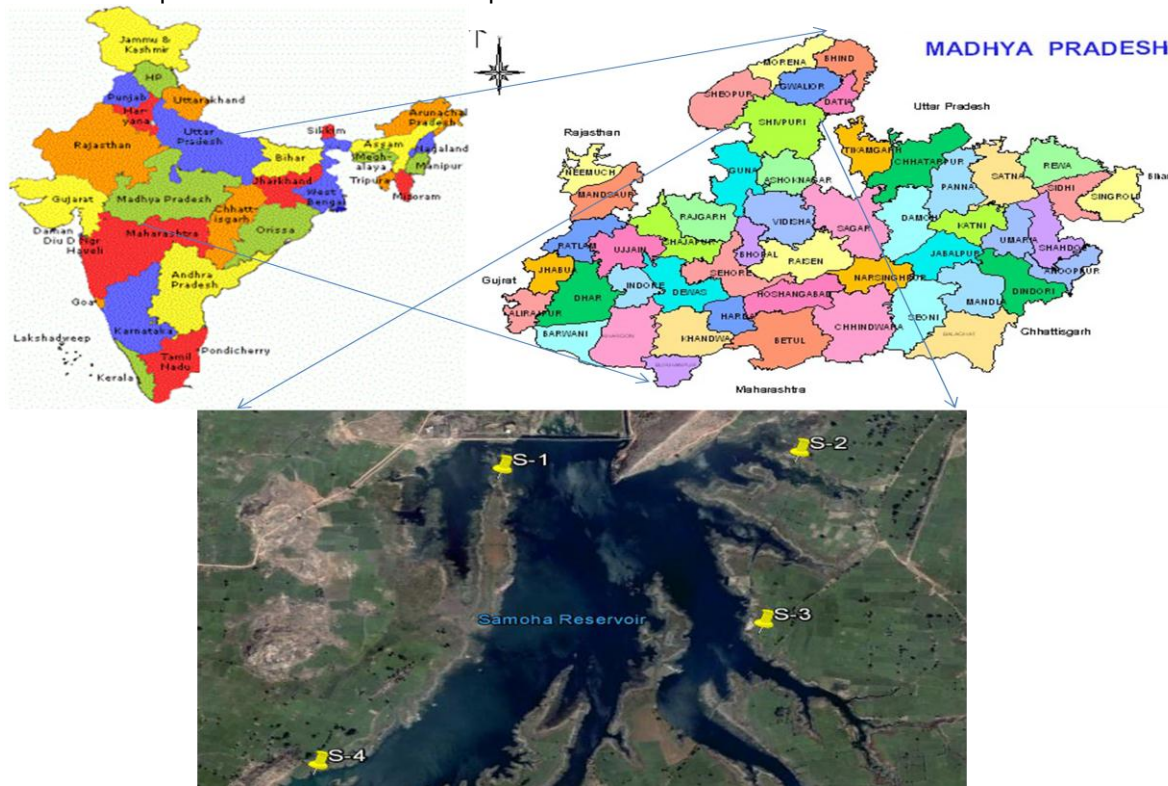 Jammu &
Kashmir
HP
Punjab
Uttarakhand
Har-
yana
Arunachal
Pradesh
Rajasthan
Uttar
Pradesh
Sikkim
Assam
Nagaland
Bihar
Megh-
alaya
Manipur
Tripura
Mizoram
Gujarat
Madhya Pradesh
Jharkhand
West
Bengal
Chhatt-
isgarh
Orissa
Daman
Diu D Ngr
Haveli
Maharashtra
Andhra
Pradesh
Goa
Karnataka
Lakshadweep
Pondicherry
Tamil
Nadu
Kerala
MADHYA PRADESH
MORENA
BHIND
SHEOPUR
GWALIOR
DATIA
SHIVPURI
Uttar Pradesh
Rajasthan
TIKAMGARH
CHHATARPUR
NEEMUCH
GUNA
ASHOKNAGAR
PANNA
SATNA
REWA
Bihar
MANDSAUR
SIDHI
SINGROLI
RAJGARH
VIDISHA
SAGAR
DAMOH
KATNI
RATLAM
UJJAIN
SHAJAPUR
BHOPAL
RAISEN
UMARIA
SHAHDOL
JABALPUR
ANOOPPUR
Gujrat
JHABUA
SEHORE
NARSINGHPUR
DINDORI
DHAR
INDORE
DEWAS
HOSHANGABAD
MANDLA
ALIRAJPUR
HARDA
SEONI
BARWANI
KHANDWA
BETUL
CHHINDWARA
BALAGHAT
Chhattisgarh
Maharashtra
S-1
S-2
Samoha Reservoir
S-3
S-4